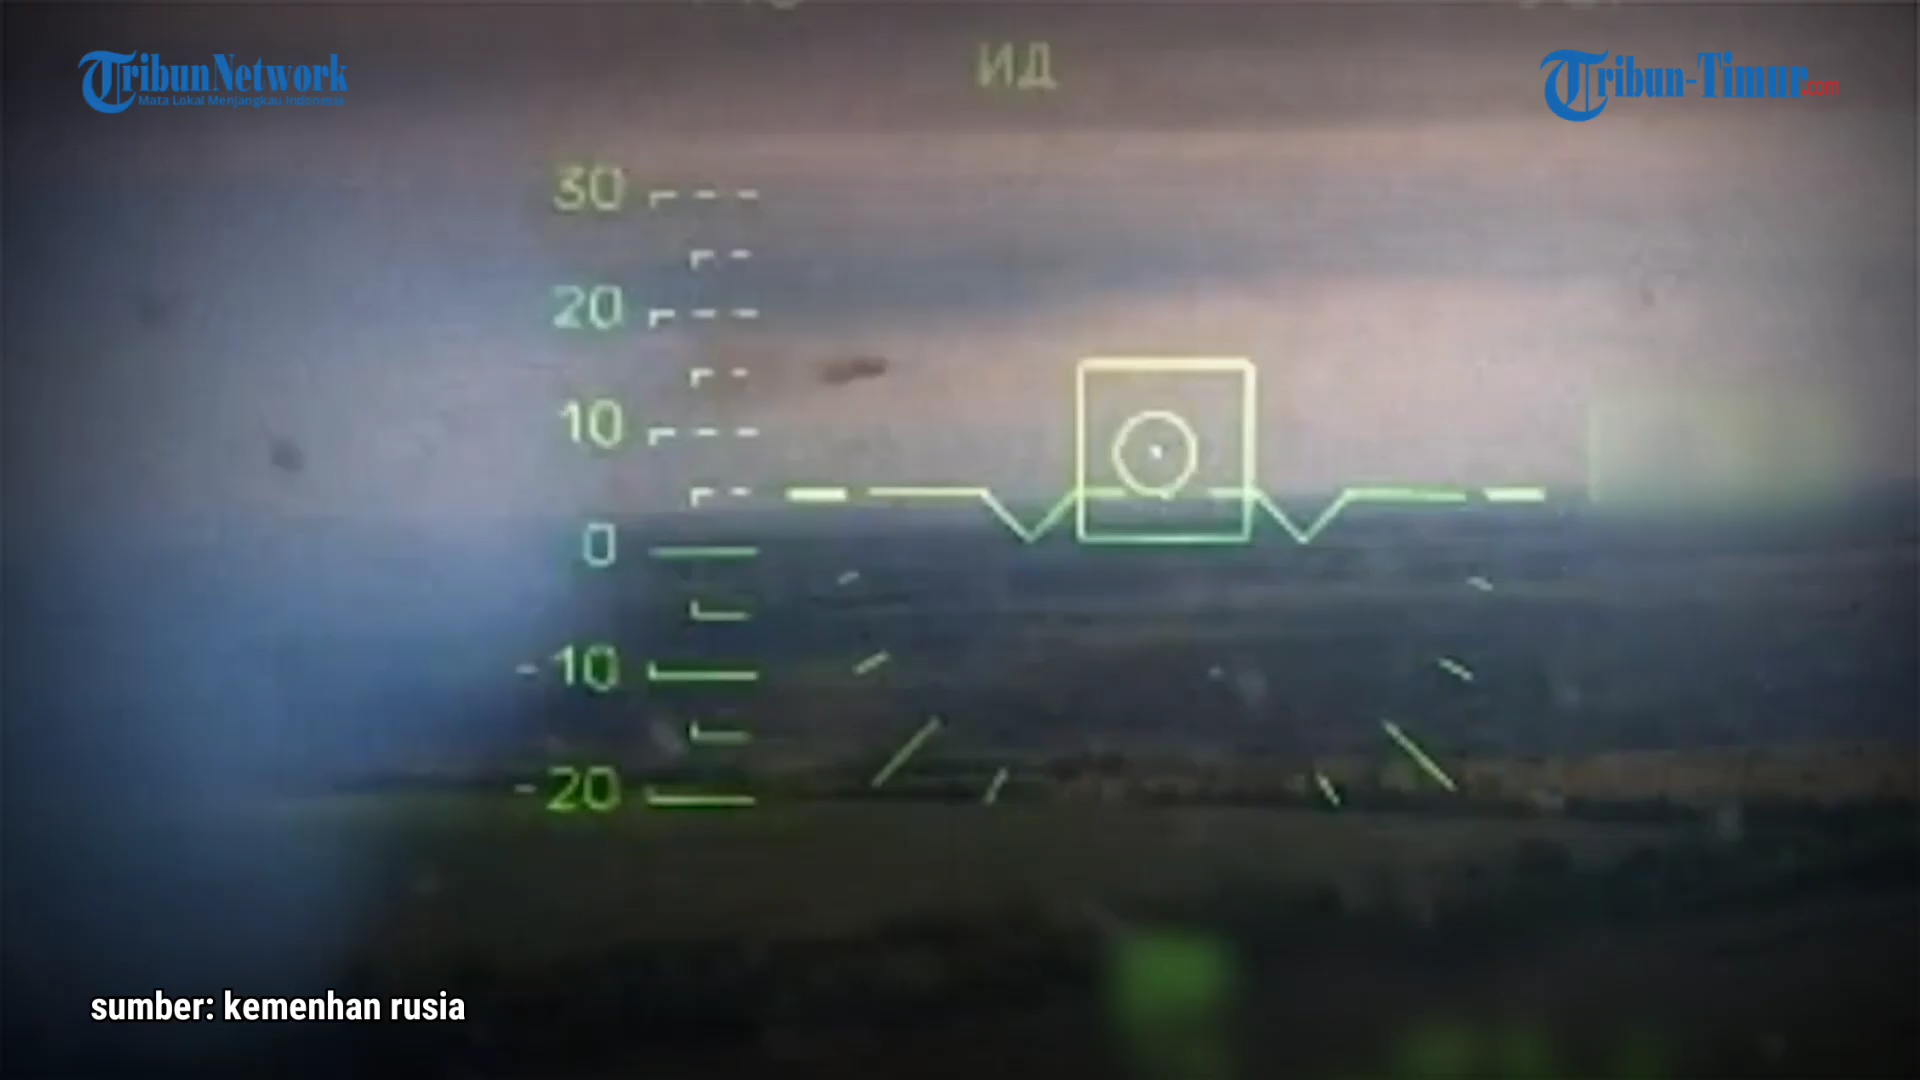 TribunNetwork
Mata Lokal Menjangkau Indonesia
Tribun-Timur.com
ИД
30
20
10
0
-10
-20
sumber: kemenhan rusia